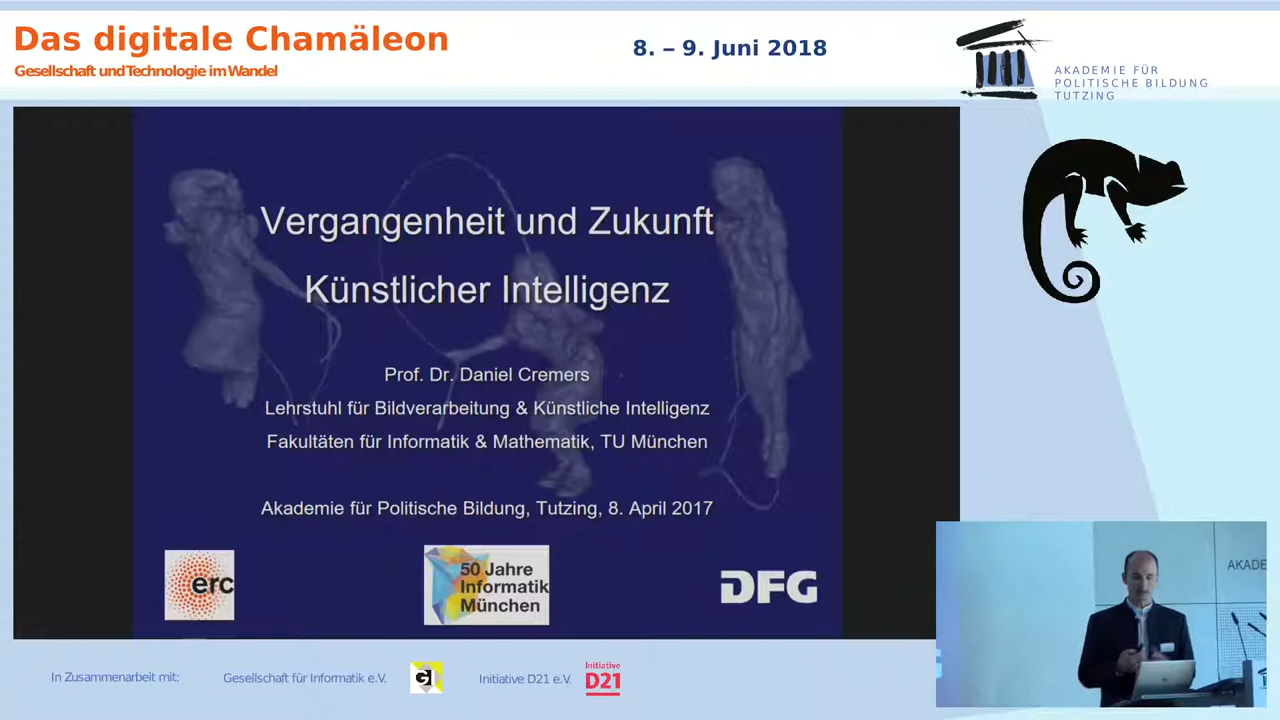 Das digitale Chamäleon
Gesellschaft und Technologie im Wandel
8. – 9. Juni 2018
AKADEMIE FÜR
POLITISCHE BILDUNG
TUTZING
Vergangenheit und Zukunft
Künstlicher Intelligenz
Prof. Dr. Daniel Cremers
Lehrstuhl für Bildverarbeitung & Künstliche Intelligenz
Fakultäten für Informatik & Mathematik, TU München
Akademie für Politische Bildung, Tutzing, 8. April 2017
erc
50 Jahre
Informatik
München
DFG
AKADE
In Zusammenarbeit mit:
Gesellschaft für Informatik e.V.
GI
Initiative D21 e.V.
Initiative
D21